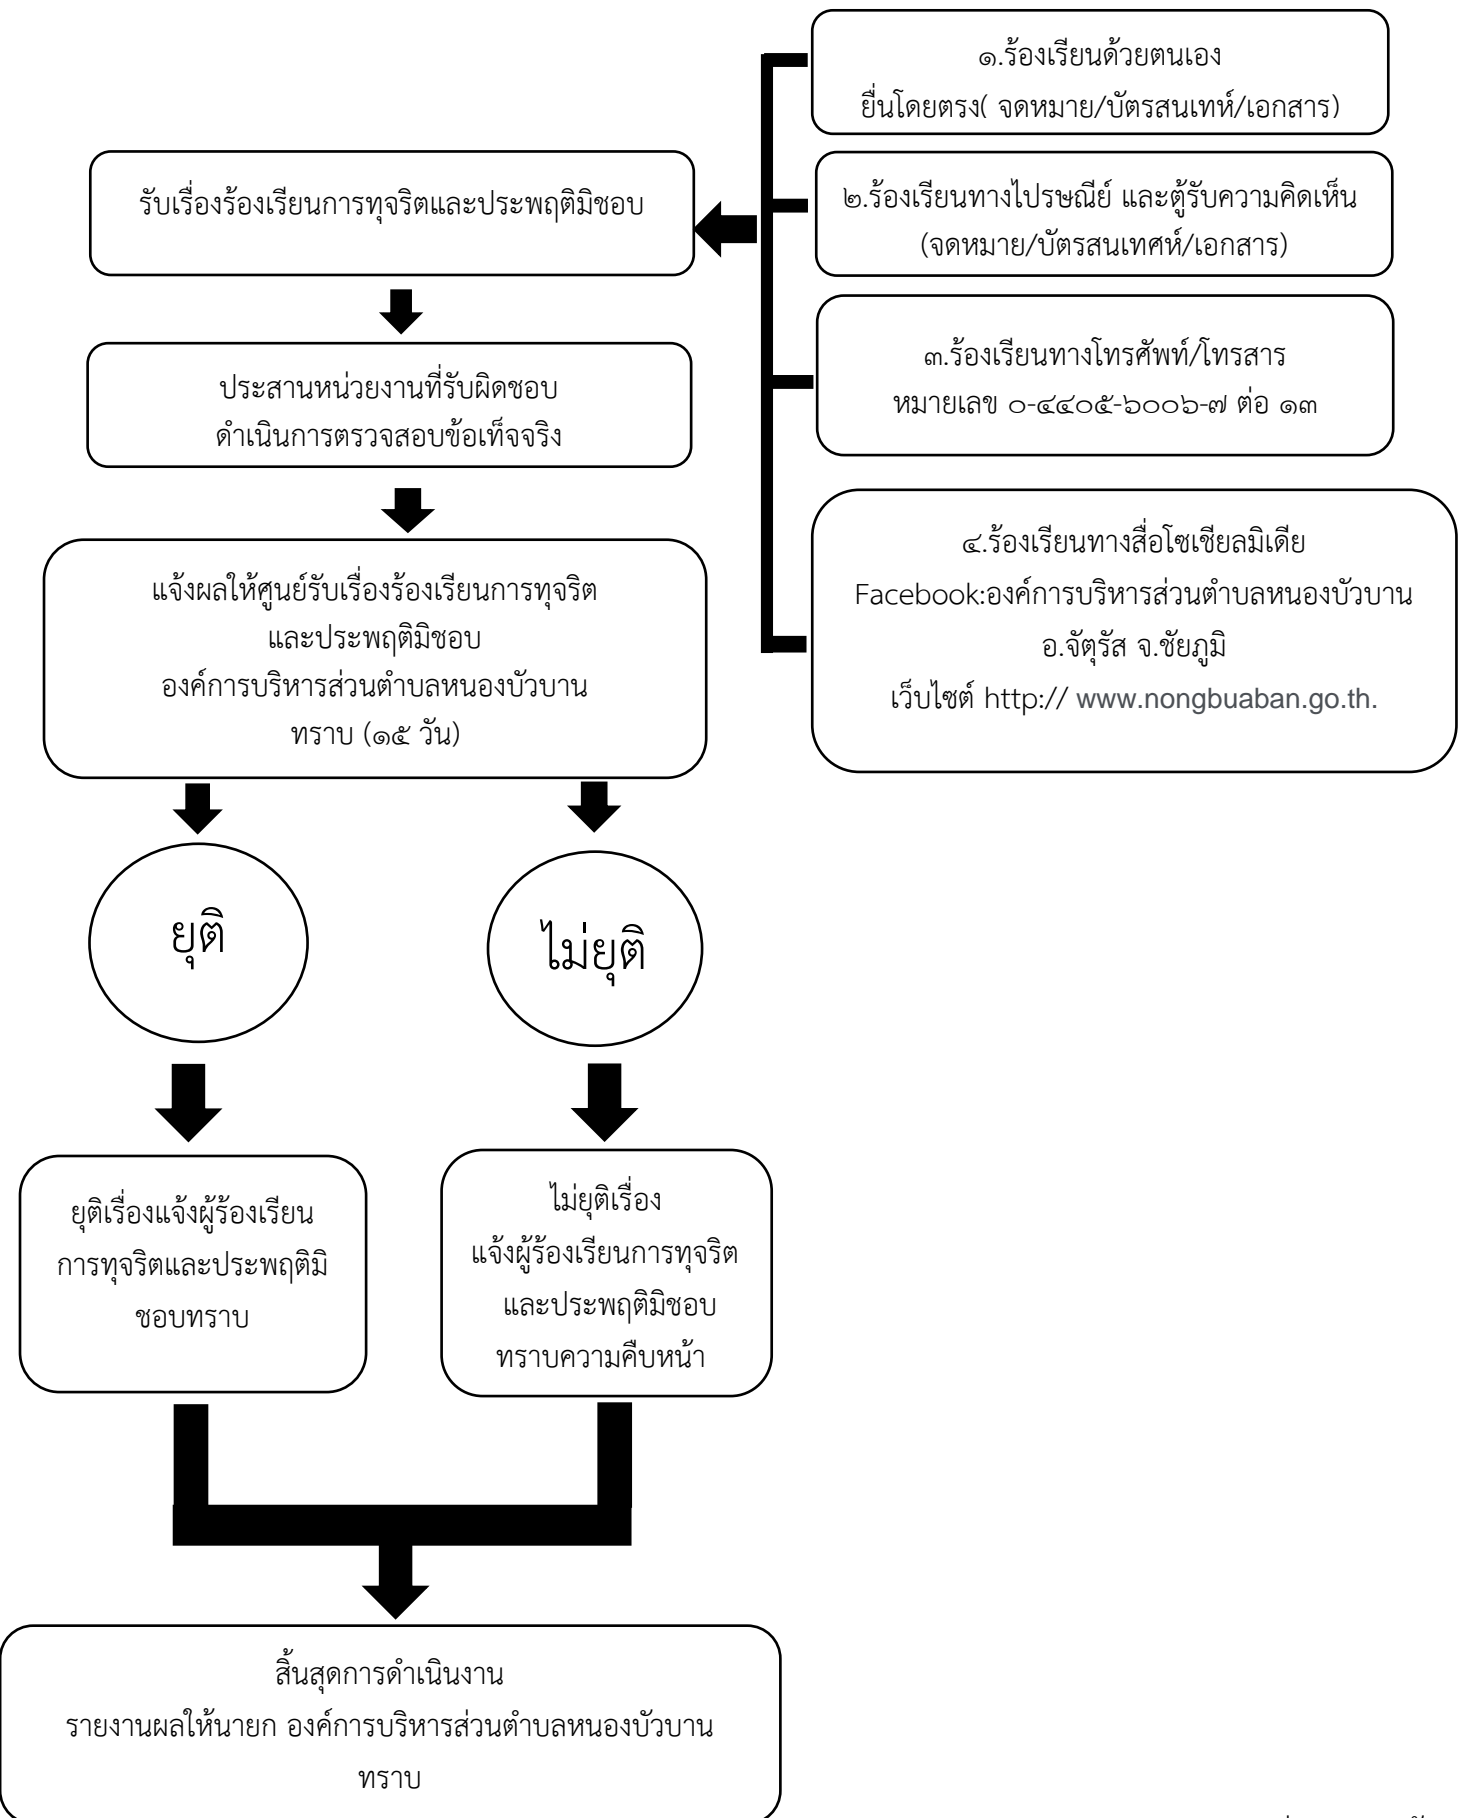 ๑.ร้องเรียนด้วยตนเอง
ยื่นโดยตรง( จดหมาย/บัตรสนเท่ห์/เอกสาร)
๒.ร้องเรียนทางไปรษณีย์ และตู้รับความคิดเห็น
(จดหมาย/บัตรสนเทศห์/เอกสาร)
๓.ร้องเรียนทางโทรศัพท์/โทรสาร
หมายเลข ๐-๔๔๐๕-๖๐๐๖-๗ ต่อ ๑๓
๔.ร้องเรียนทางสื่อโซเชียลมิเดีย
Facebook:องค์การบริหารส่วนตำบลหนองบัวบาน
อ.จัตุรัส จ.ชัยภูมิ
เว็บไซต์ http:// www.nongbuaban.go.th.
รับเรื่องร้องเรียนการทุจริตและประพฤติมิชอบ
ประสานหน่วยงานที่รับผิดชอบ
ดำเนินการตรวจสอบข้อเท็จจริง
แจ้งผลให้ศูนย์รับเรื่องร้องเรียนการทุจริต
และประพฤติมิชอบ
องค์การบริหารส่วนตำบลหนองบัวบาน
ทราบ (๑๕ วัน)
ยุติ
ไม่ยุติ
ยุติเรื่องแจ้งผู้ร้องเรียน
การทุจริตและประพฤติมิ
ชอบทราบ
ไม่ยุติเรื่อง
แจ้งผู้ร้องเรียนการทุจริต
และประพฤติมิชอบ
ทราบความคืบหน้า
สิ้นสุดการดำเนินงาน
รายงานผลให้นายก องค์การบริหารส่วนตำบลหนองบัวบาน
ทราบ